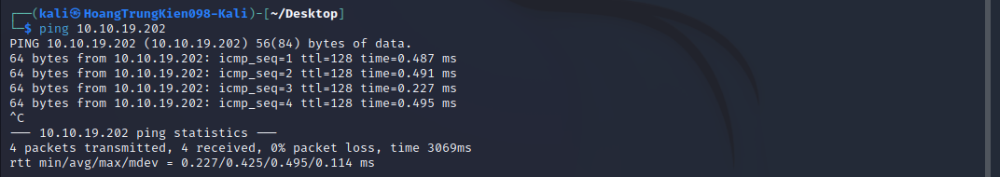 ┌──(kali㉿HoangTrungKien098-Kali)-[~/Desktop]
└─$ ping 10.10.19.202
PING 10.10.19.202 (10.10.19.202) 56(84) bytes of data.
64 bytes from 10.10.19.202: icmp_seq=1 ttl=128 time=0.487 ms
64 bytes from 10.10.19.202: icmp_seq=2 ttl=128 time=0.491 ms
64 bytes from 10.10.19.202: icmp_seq=3 ttl=128 time=0.227 ms
64 bytes from 10.10.19.202: icmp_seq=4 ttl=128 time=0.495 ms
^C
--- 10.10.19.202 ping statistics ---
4 packets transmitted, 4 received, 0% packet loss, time 3069ms
rtt min/avg/max/mdev = 0.227/0.425/0.495/0.114 ms